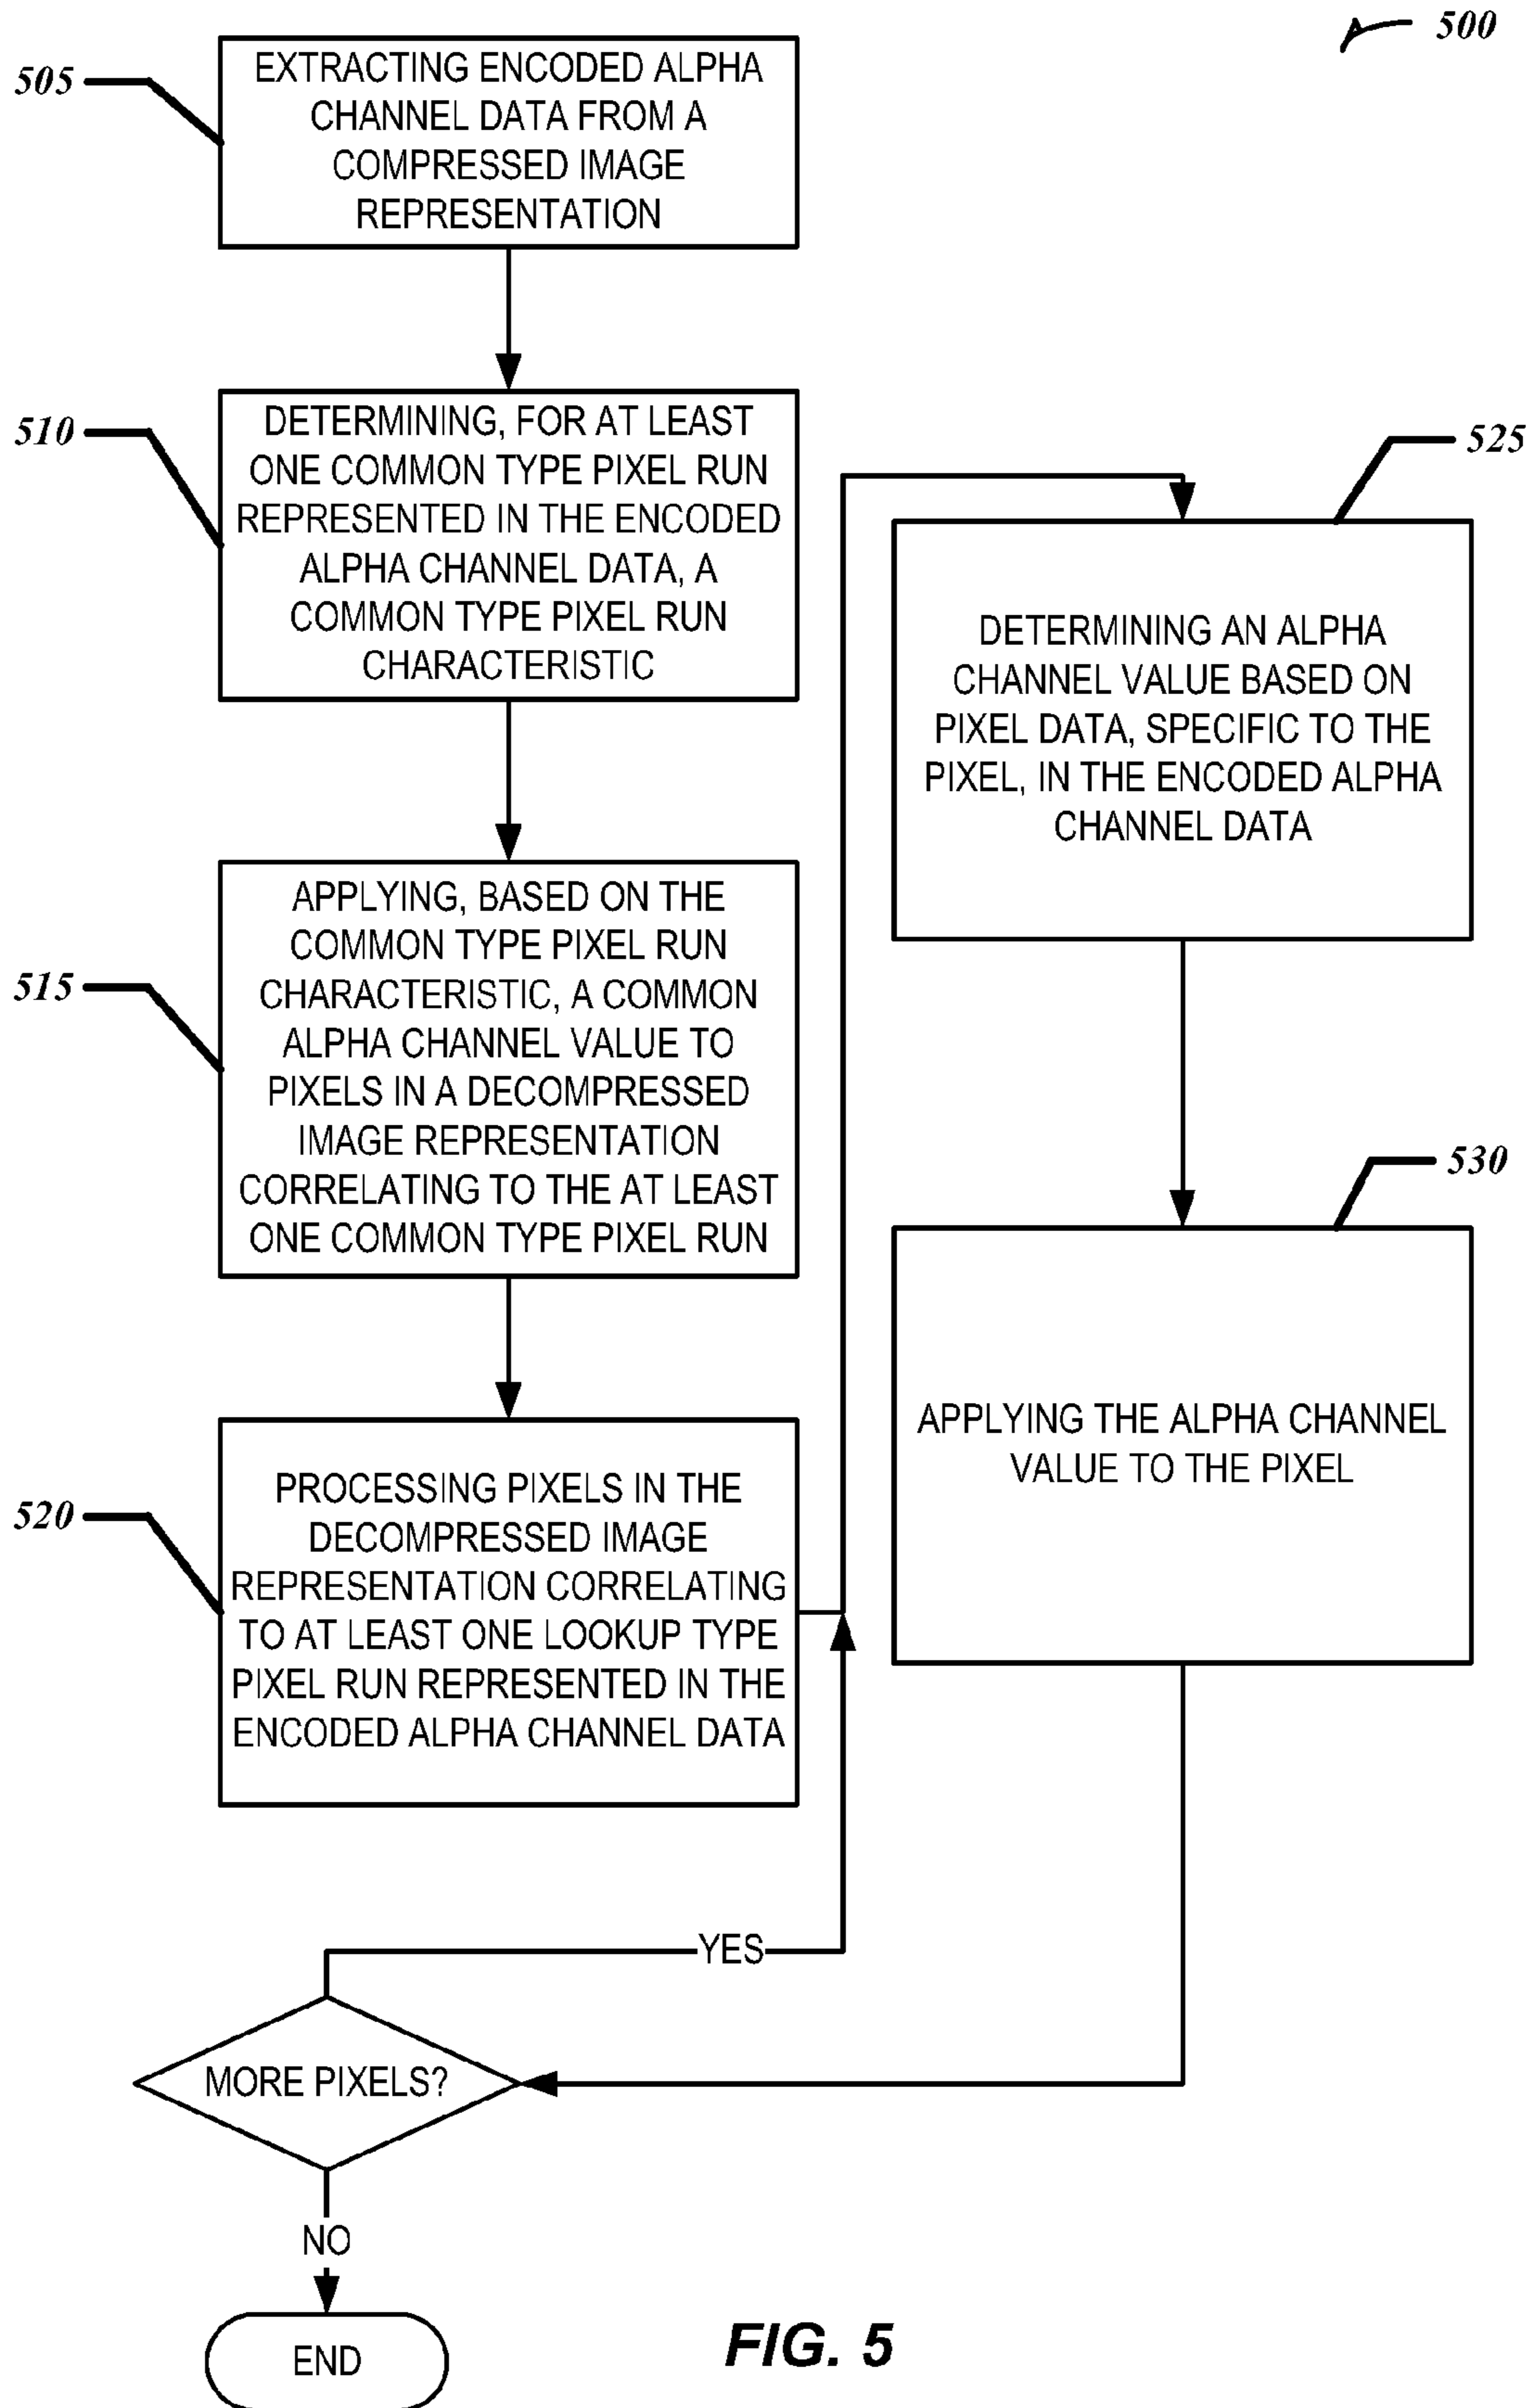 500
505
EXTRACTING ENCODED ALPHA
CHANNEL DATA FROM A
COMPRESSED IMAGE
REPRESENTATION
510
DETERMINING, FOR AT LEAST
ONE COMMON TYPE PIXEL RUN
REPRESENTED IN THE ENCODED
ALPHA CHANNEL DATA, A
COMMON TYPE PIXEL RUN
CHARACTERISTIC
515
APPLYING, BASED ON THE
COMMON TYPE PIXEL RUN
CHARACTERISTIC, A COMMON
ALPHA CHANNEL VALUE TO
PIXELS IN A DECOMPRESSED
IMAGE REPRESENTATION
CORRELATING TO THE AT LEAST
ONE COMMON TYPE PIXEL RUN
520
PROCESSING PIXELS IN THE
DECOMPRESSED IMAGE
REPRESENTATION CORRELATING
TO AT LEAST ONE LOOKUP TYPE
PIXEL RUN REPRESENTED IN THE
ENCODED ALPHA CHANNEL DATA
525
DETERMINING AN ALPHA
CHANNEL VALUE BASED ON
PIXEL DATA, SPECIFIC TO THE
PIXEL, IN THE ENCODED ALPHA
CHANNEL DATA
530
APPLYING THE ALPHA CHANNEL
VALUE TO THE PIXEL
YES
MORE PIXELS?
NO
END
FIG. 5